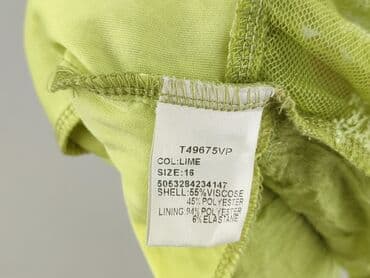 T49675VP
COL:LIME
SIZE:16
5053284234147
SHELL:55%VISCOSE
45%POLYESTER
LINING:94%POLYESTER
6%ELASTANE